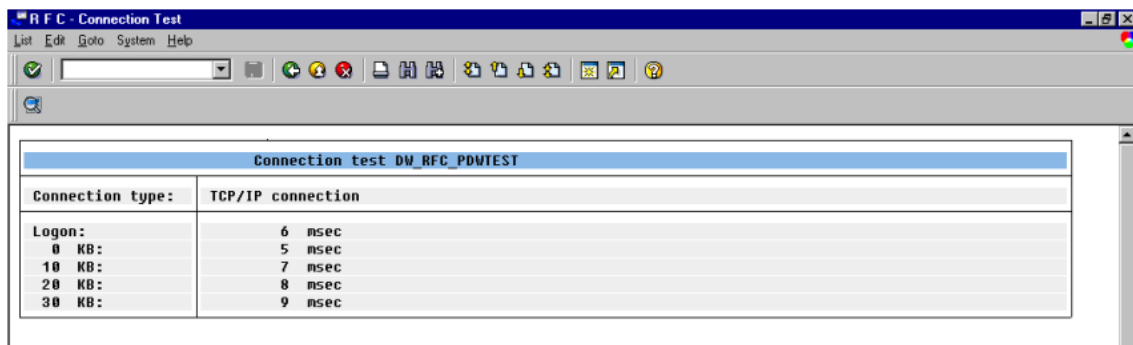 R F C - Connection Test
List Edit Goto System Help
Connection test DW_RFC_PDWTEST
Connection type: TCP/IP connection
Logon: 6 msec
0 KB: 5 msec
10 KB: 7 msec
20 KB: 8 msec
30 KB: 9 msec